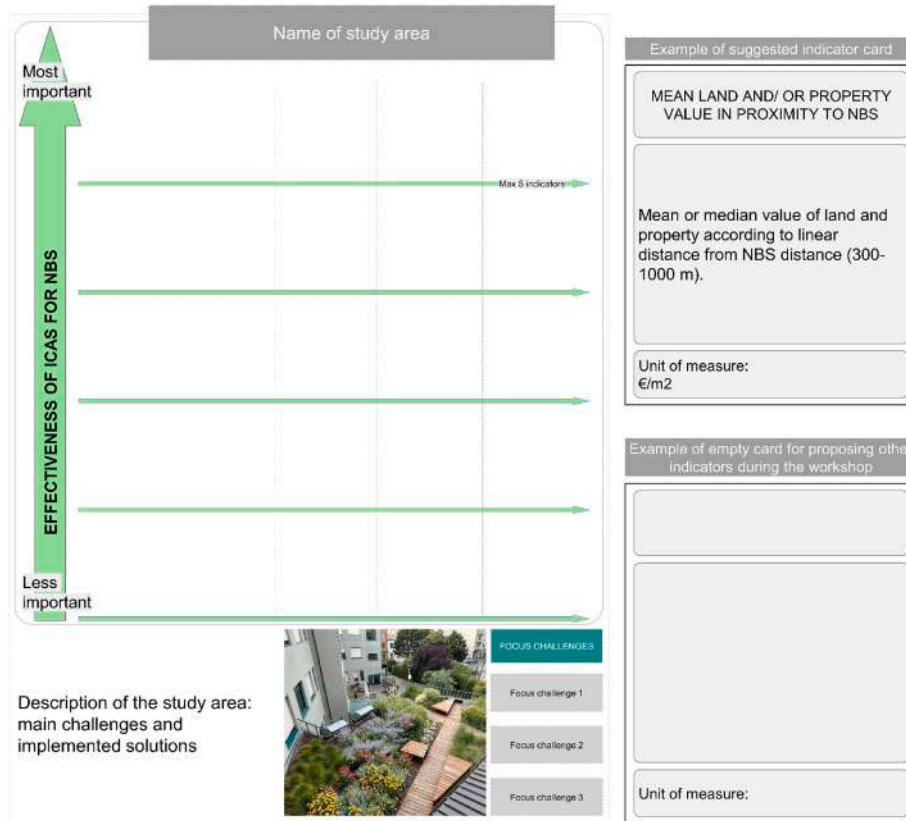 Name of study area
Most
important
Max 5 indicators
EFFECTIVENESS OF ICAS FOR NBS
Less
important
Description of the study area:
main challenges and
implemented solutions
FOCUS CHALLENGES
Focus challenge 1
Focus challenge 2
Focus challenge 3
Example of suggested indicator card
MEAN LAND AND/ OR PROPERTY
VALUE IN PROXIMITY TO NBS
Mean or median value of land and
property according to linear
distance from NBS distance (300-
1000 m).
Unit of measure:
€/m2
Example of empty card for proposing othe
indicators during the workshop
Unit of measure: